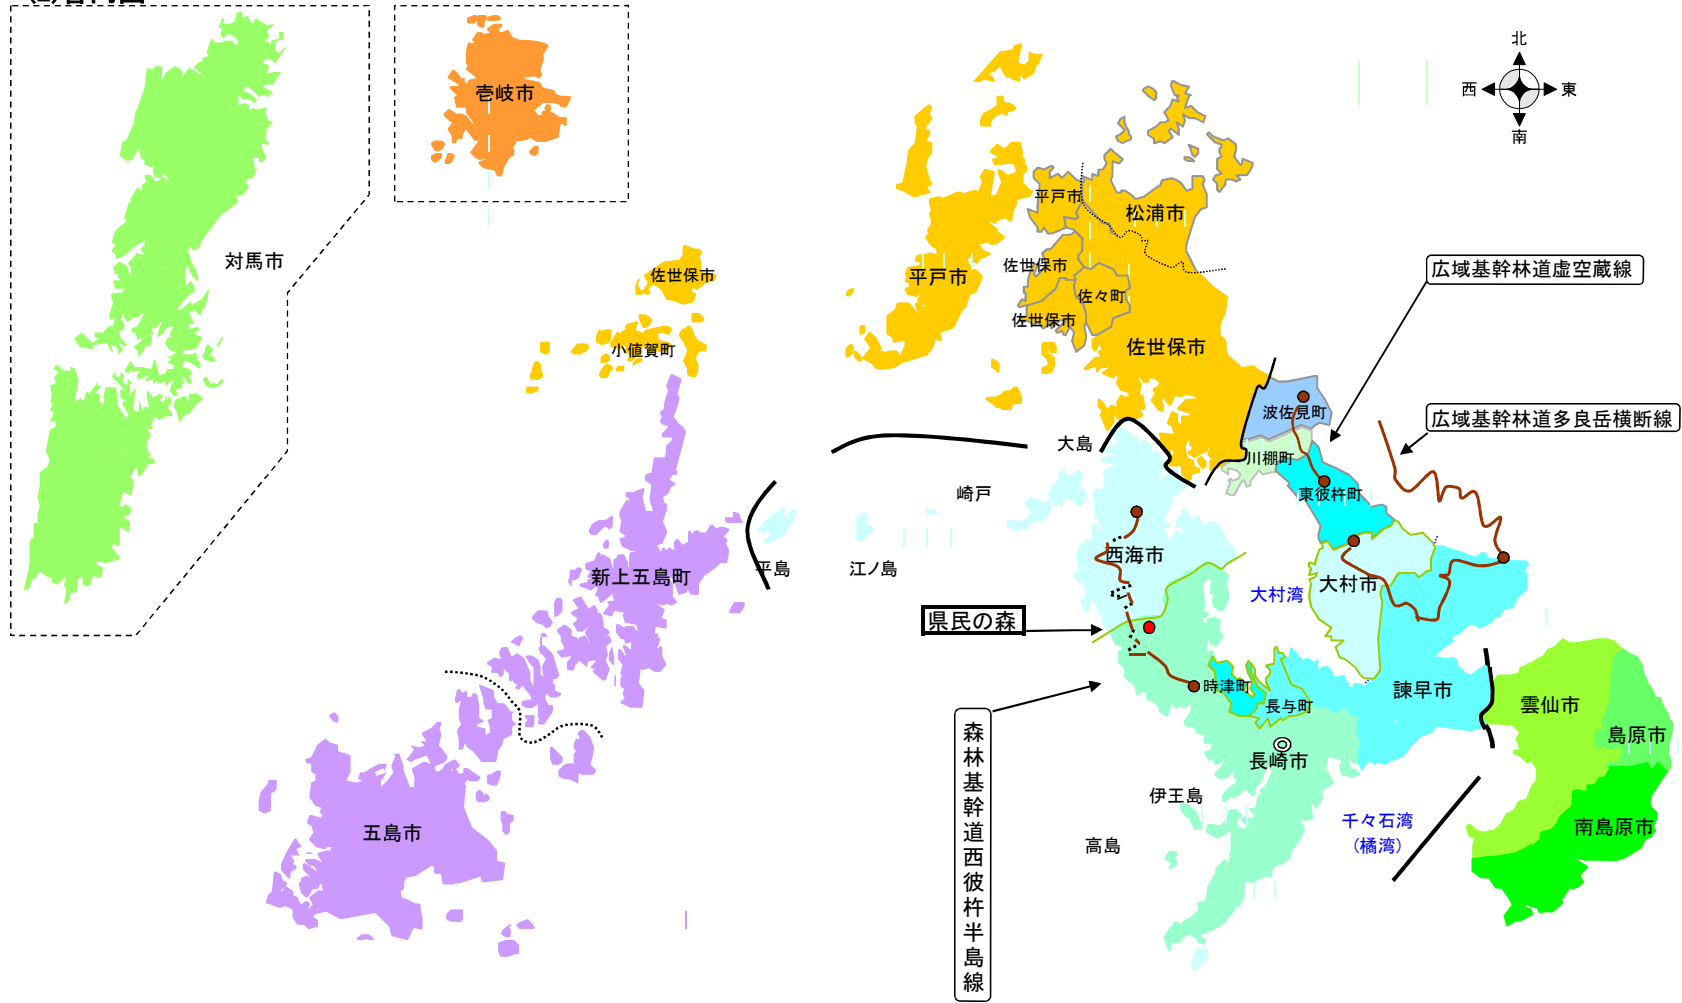 北
西
東
南
壱岐市
対馬市
佐世保市
小値賀町
平戸市
平戸市
松浦市
佐世保市
佐々町
佐世保市
佐世保市
広域基幹林道虚空蔵線
広域基幹林道多良岳横断線
波佐見町
川棚町
東彼杵町
大島
崎戸
西海市
平島
江ノ島
新上五島町
大村湾
大村市
県民の森
時津町
長与町
諫早市
雲仙市
島原市
南島原市
長崎市
伊王島
高島
千々石湾
(橘湾)
五島市
森林基幹道西彼杵半島線